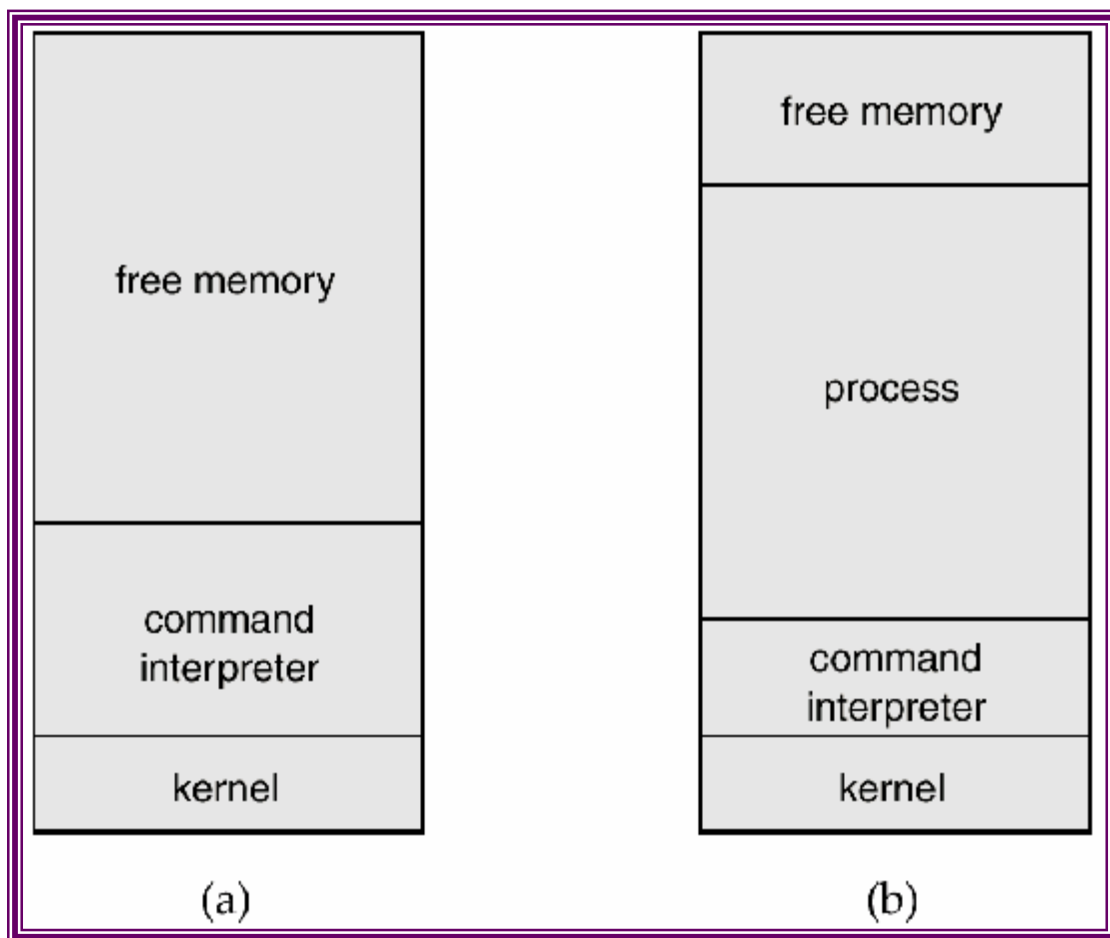 free memory
command
interpreter
kernel
(a)
free memory
process
command
interpreter
kernel
(b)